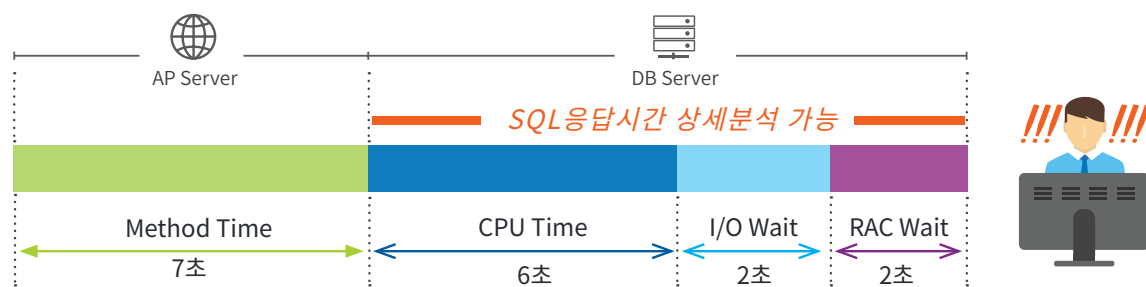 AP Server
DB Server
SQL응답시간 상세분석 가능
Method Time
CPU Time
I/O Wait
RAC Wait
7초
6초
2초
2초